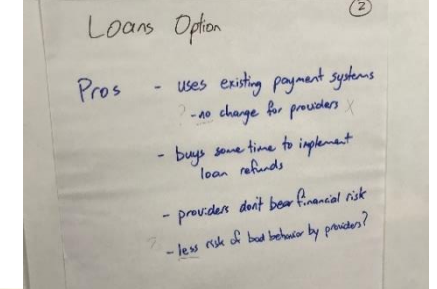 2
Loans Option
Pros - uses existing payment systems
? - no change for providers X
- buys some time to implement
loan refunds
- providers don't bear financial risk
? - less risk of bad behavior by providers?